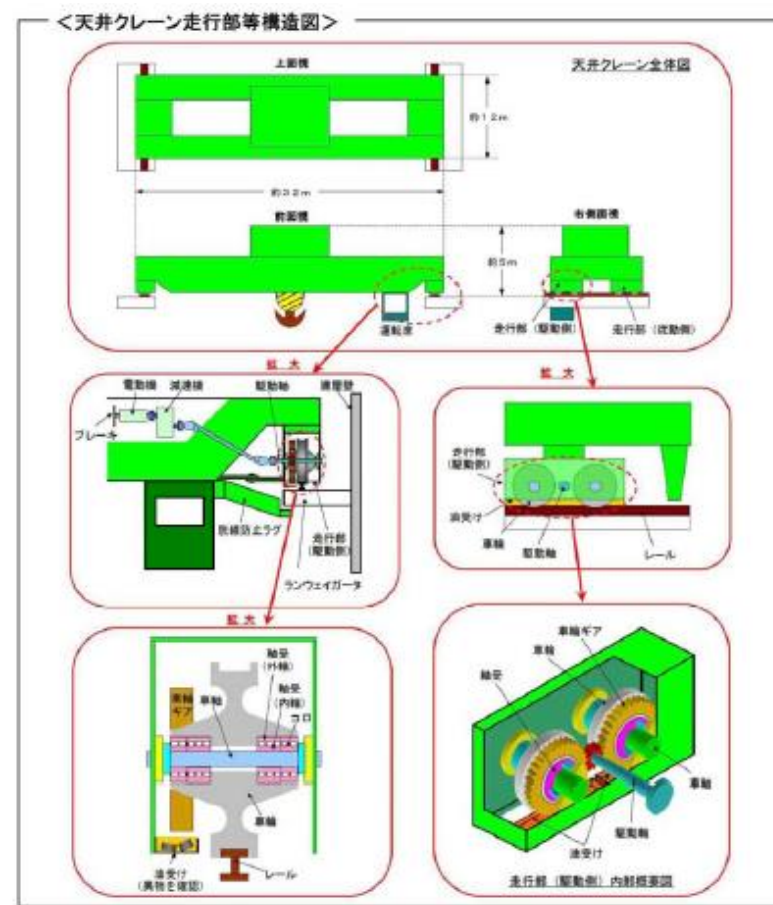 ＜天井クレーン走行部等構造図＞
上面機
天井クレーン全体図
約１２ｍ
約３２ｍ
前面機
右側面機
約５ｍ
運転席
走行部（駆動側）
走行部（従動側）
拡大
拡大
電動機
減速機
駆動軸
建屋壁
ブレーキ
脱線防止ラグ
走行部
（駆動側）
ランウェイガータ
走行部
（駆動側）
油受け
車輪
駆動軸
レール
拡大
拡大
軸受
（外輪）
軸受
（内輪）
コロ
車輪
ギア
車軸
車輪
油受け
（異物を確認）
レール
車輪ギア
車輪
軸受
車軸
駆動軸
油受け
走行部（駆動側）内部概要図